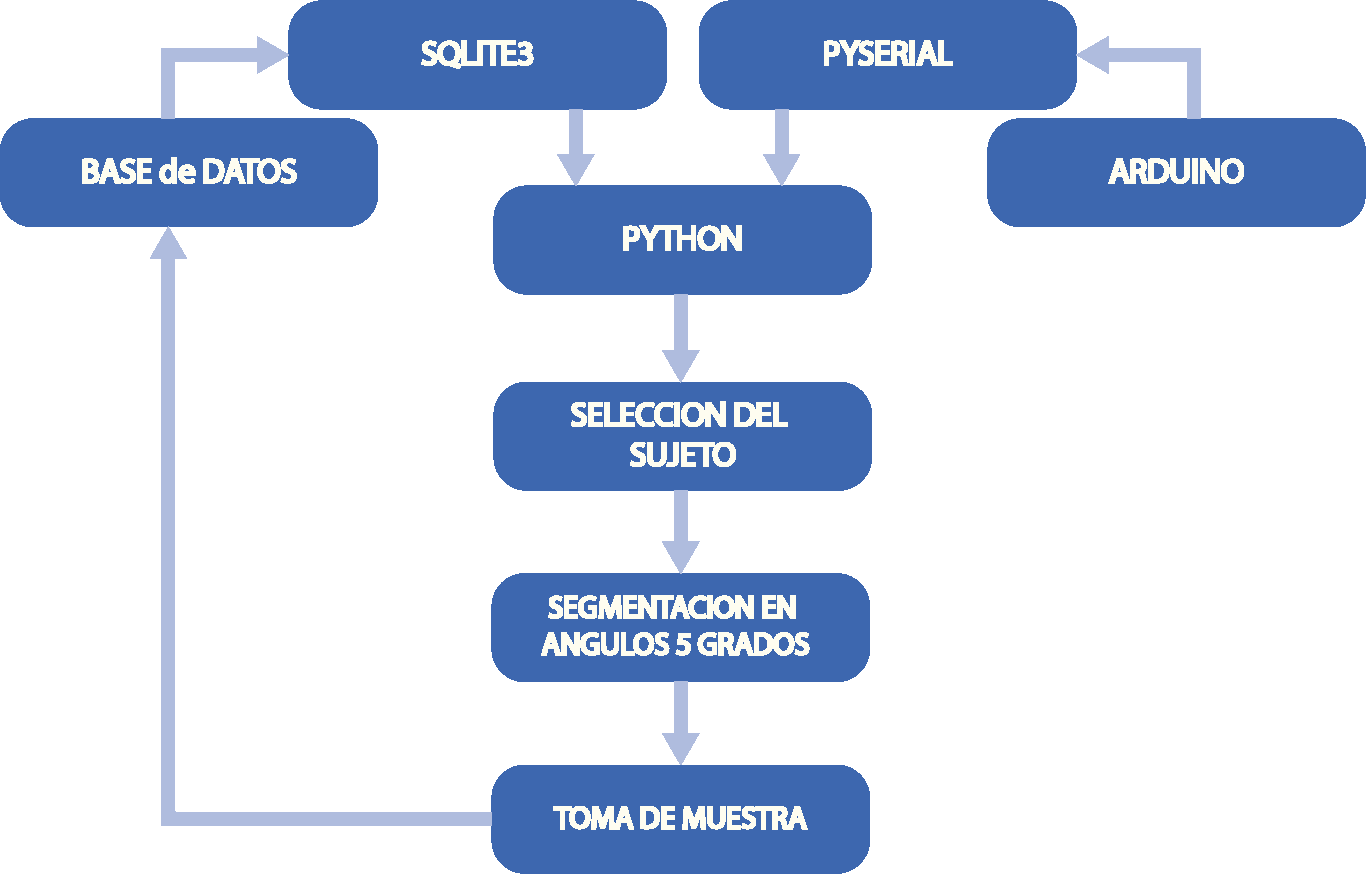 SQLITE3
PYSERIAL
BASE de DATOS
ARDUINO
PYTHON
SELECCION DEL
SUJETO
SEGMENTACION EN
ANGULOS 5 GRADOS
TOMA DE MUESTRA